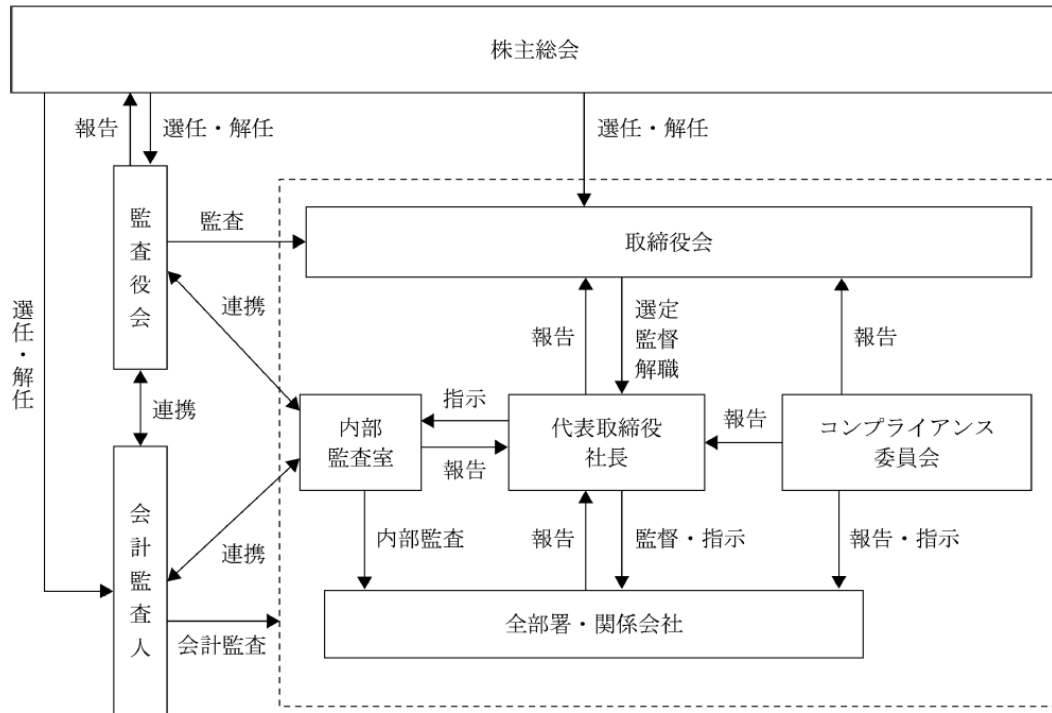 株主総会
報告
選任・解任
選任・解任
監査役会
監査
取締役会
選任・解任
連携
報告
選定
監督
解職
報告
連携
指示
内部
監査室
報告
代表取締役
社長
報告
コンプライアンス
委員会
会計監査人
連携
内部監査
報告
監督・指示
報告・指示
会計監査
全部署・関係会社